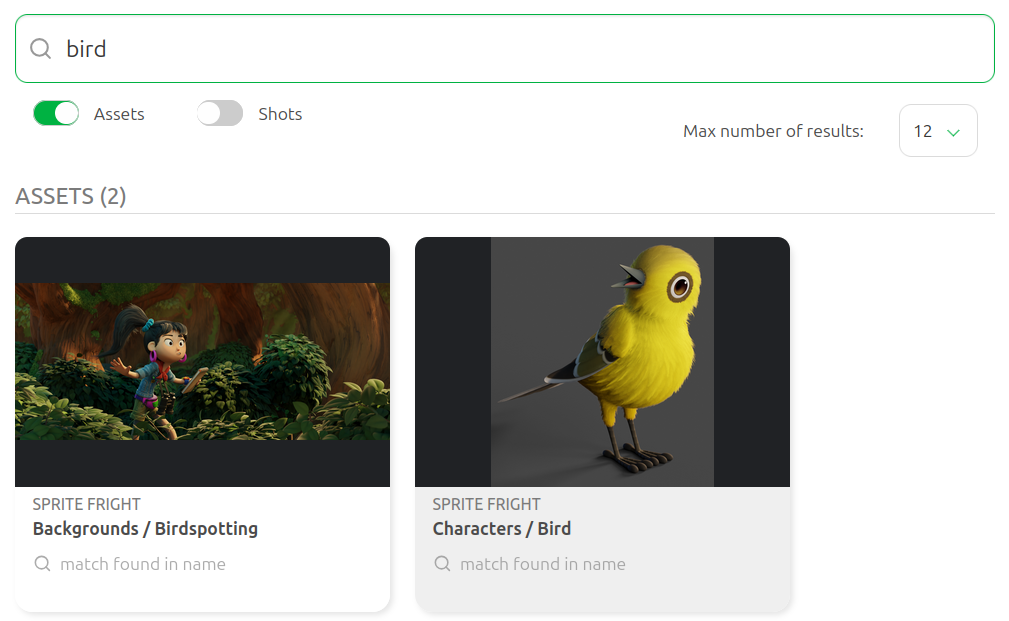 bird
Assets
Shots
Max number of results:
12
ASSETS (2)
SPRITE FRIGHT
Backgrounds / Birdspotting
match found in name
SPRITE FRIGHT
Characters / Bird
match found in name